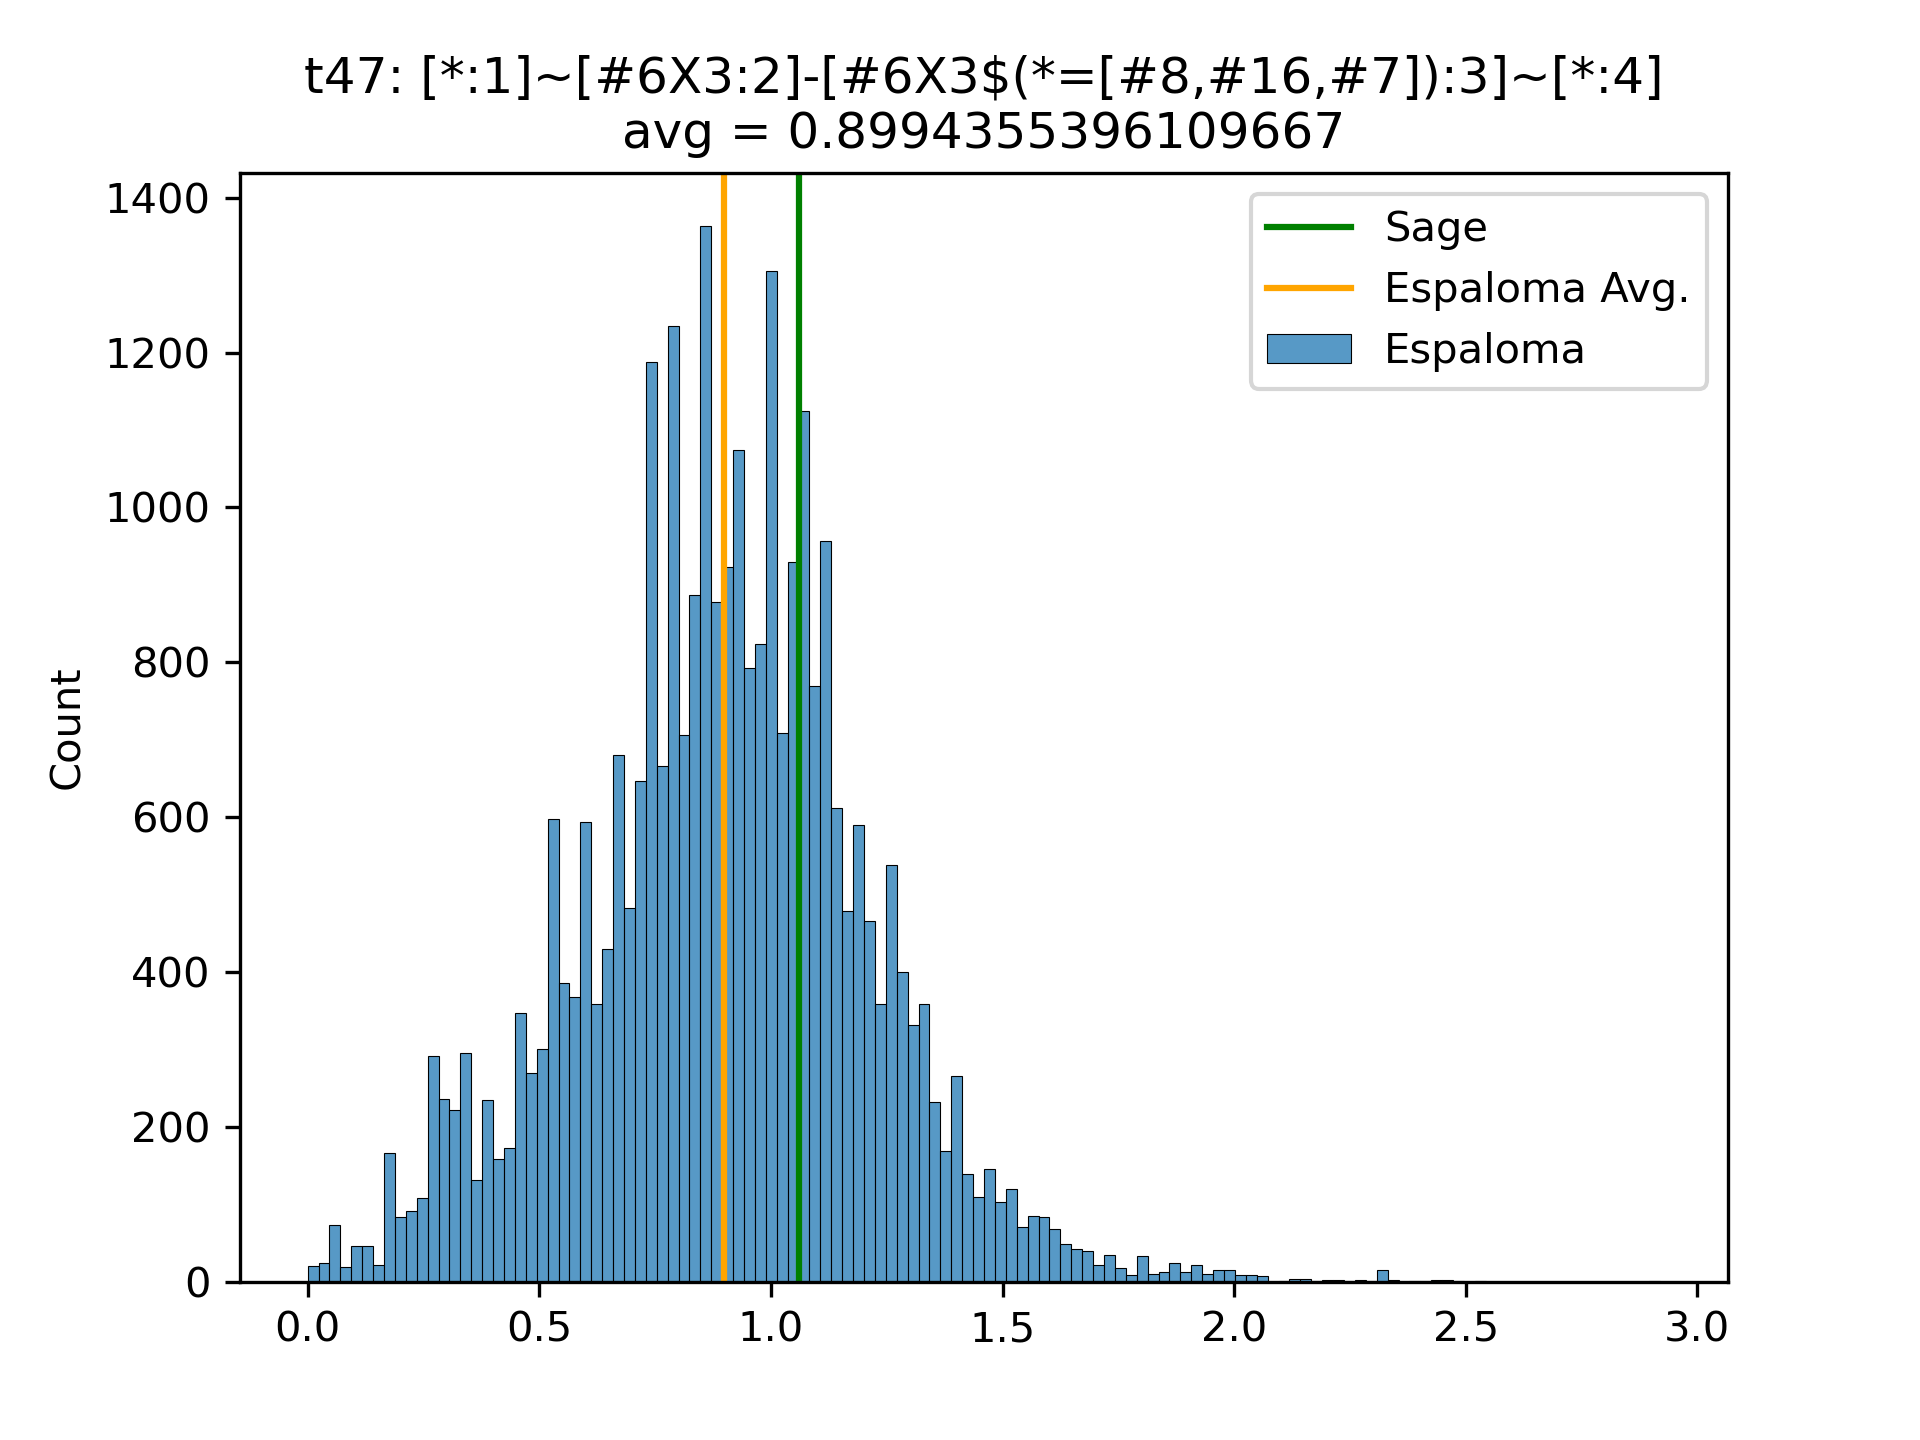 t47: [*:1]~[#6X3:2]-[#6X3$(*=[#8,#16,#7]):3]~[*:4]
avg = 0.8994355396109667
Sage
Espaloma Avg.
Espaloma
Count
1400
1200
1000
800
600
400
200
0
0.0 0.5 1.0 1.5 2.0 2.5 3.0